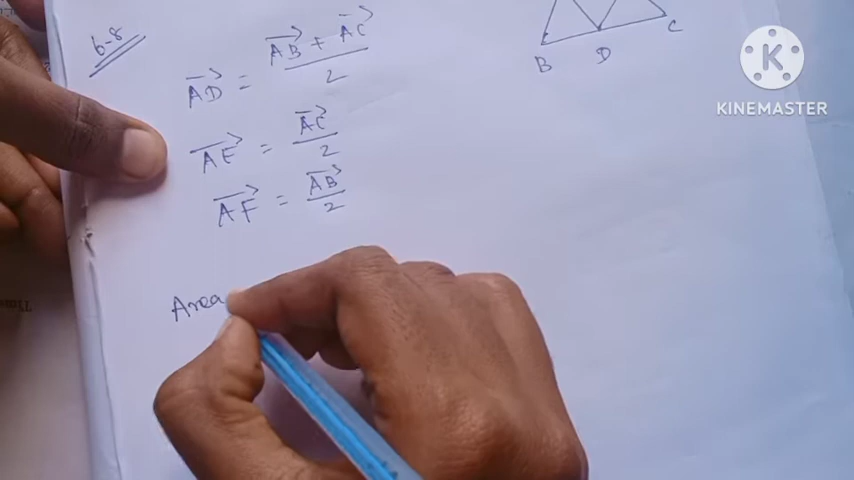 6-8
AD = AB + AC / 2
B D C
AE = AC / 2
AF = AB / 2
Area
K
KINEMASTER